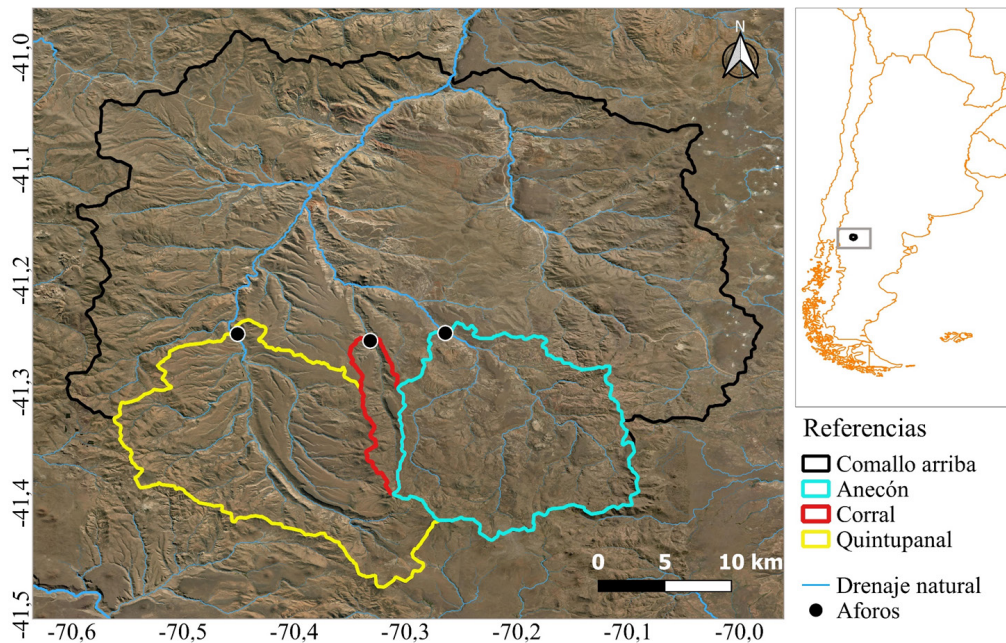 N
-41,0
-41,1
-41,2
-41,3
-41,4
-41,5
-70,6
-70,5
-70,4
-70,3
-70,2
-70,1
-70,0
0
5
10 km
Referencias
Comallo arriba
Anecón
Corral
Quintupanal
Drenaje natural
Aforos